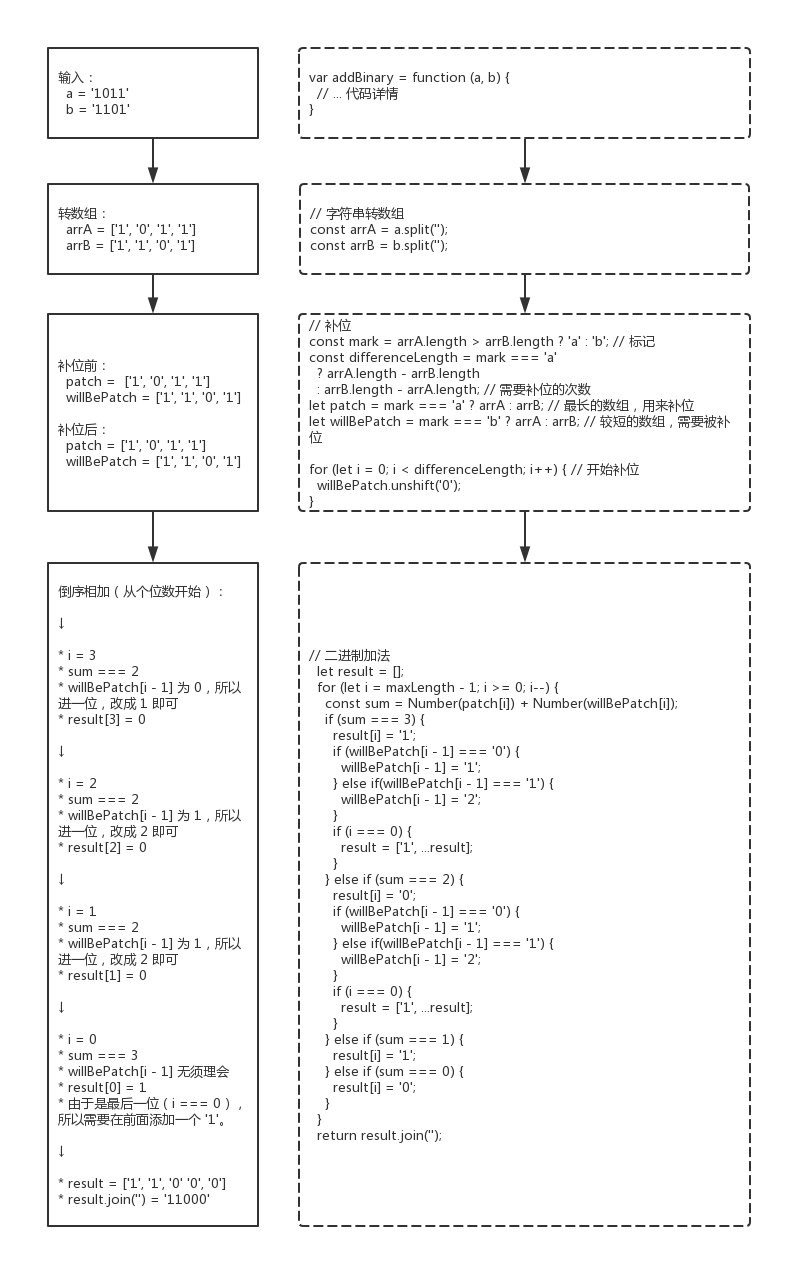 输入：
a = '1011'
b = '1101'
var addBinary = function (a, b) {
// ... 代码详情
}
转数组：
arrA = ['1', '0', '1', '1']
arrB = ['1', '1', '0', '1']
// 字符串转数组
const arrA = a.split('');
const arrB = b.split('');
补位前：
patch =  ['1', '0', '1', '1']
willBePatch = ['1', '1', '0', '1']
补位后：
patch = ['1', '0', '1', '1']
willBePatch = ['1', '1', '0', '1']
// 补位
const mark = arrA.length > arrB.length ? 'a' : 'b'; // 标记
const differenceLength = mark === 'a'
? arrA.length - arrB.length
: arrB.length - arrA.length; // 需要补位的次数
let patch = mark === 'a' ? arrA : arrB; // 最长的数组，用来补位
let willBePatch = mark === 'b' ? arrA : arrB; // 较短的数组，需要被补
位
for (let i = 0; i < differenceLength; i++) { // 开始补位
willBePatch.unshift('0');
}
倒序相加（从个位数开始）：
↓
* i = 3
* sum === 2
* willBePatch[i - 1] 为 0，所以
进一位，改成 1 即可
* result[3] = 0
↓
* i = 2
* sum === 2
* willBePatch[i - 1] 为 1，所以
进一位，改成 2 即可
* result[2] = 0
↓
* i = 1
* sum === 2
* willBePatch[i - 1] 为 1，所以
进一位，改成 2 即可
* result[1] = 0
↓
* i = 0
* sum === 3
* willBePatch[i - 1] 无须理会
* result[0] = 1
* 由于是最后一位（i === 0），
所以需要在前面添加一个 '1'。
↓
* result = ['1', '1', '0' '0', '0']
* result.join('') = '11000'
// 二进制加法
let result = [];
for (let i = maxLength - 1; i >= 0; i--) {
const sum = Number(patch[i]) + Number(willBePatch[i]);
if (sum === 3) {
result[i] = '1';
if (willBePatch[i - 1] === '0') {
willBePatch[i - 1] = '1';
} else if(willBePatch[i - 1] === '1') {
willBePatch[i - 1] = '2';
}
if (i === 0) {
result = ['1', ...result];
}
} else if (sum === 2) {
result[i] = '0';
if (willBePatch[i - 1] === '0') {
willBePatch[i - 1] = '1';
} else if(willBePatch[i - 1] === '1') {
willBePatch[i - 1] = '2';
}
if (i === 0) {
result = ['1', ...result];
}
} else if (sum === 1) {
result[i] = '1';
} else if (sum === 0) {
result[i] = '0';
}
}
return result.join('');